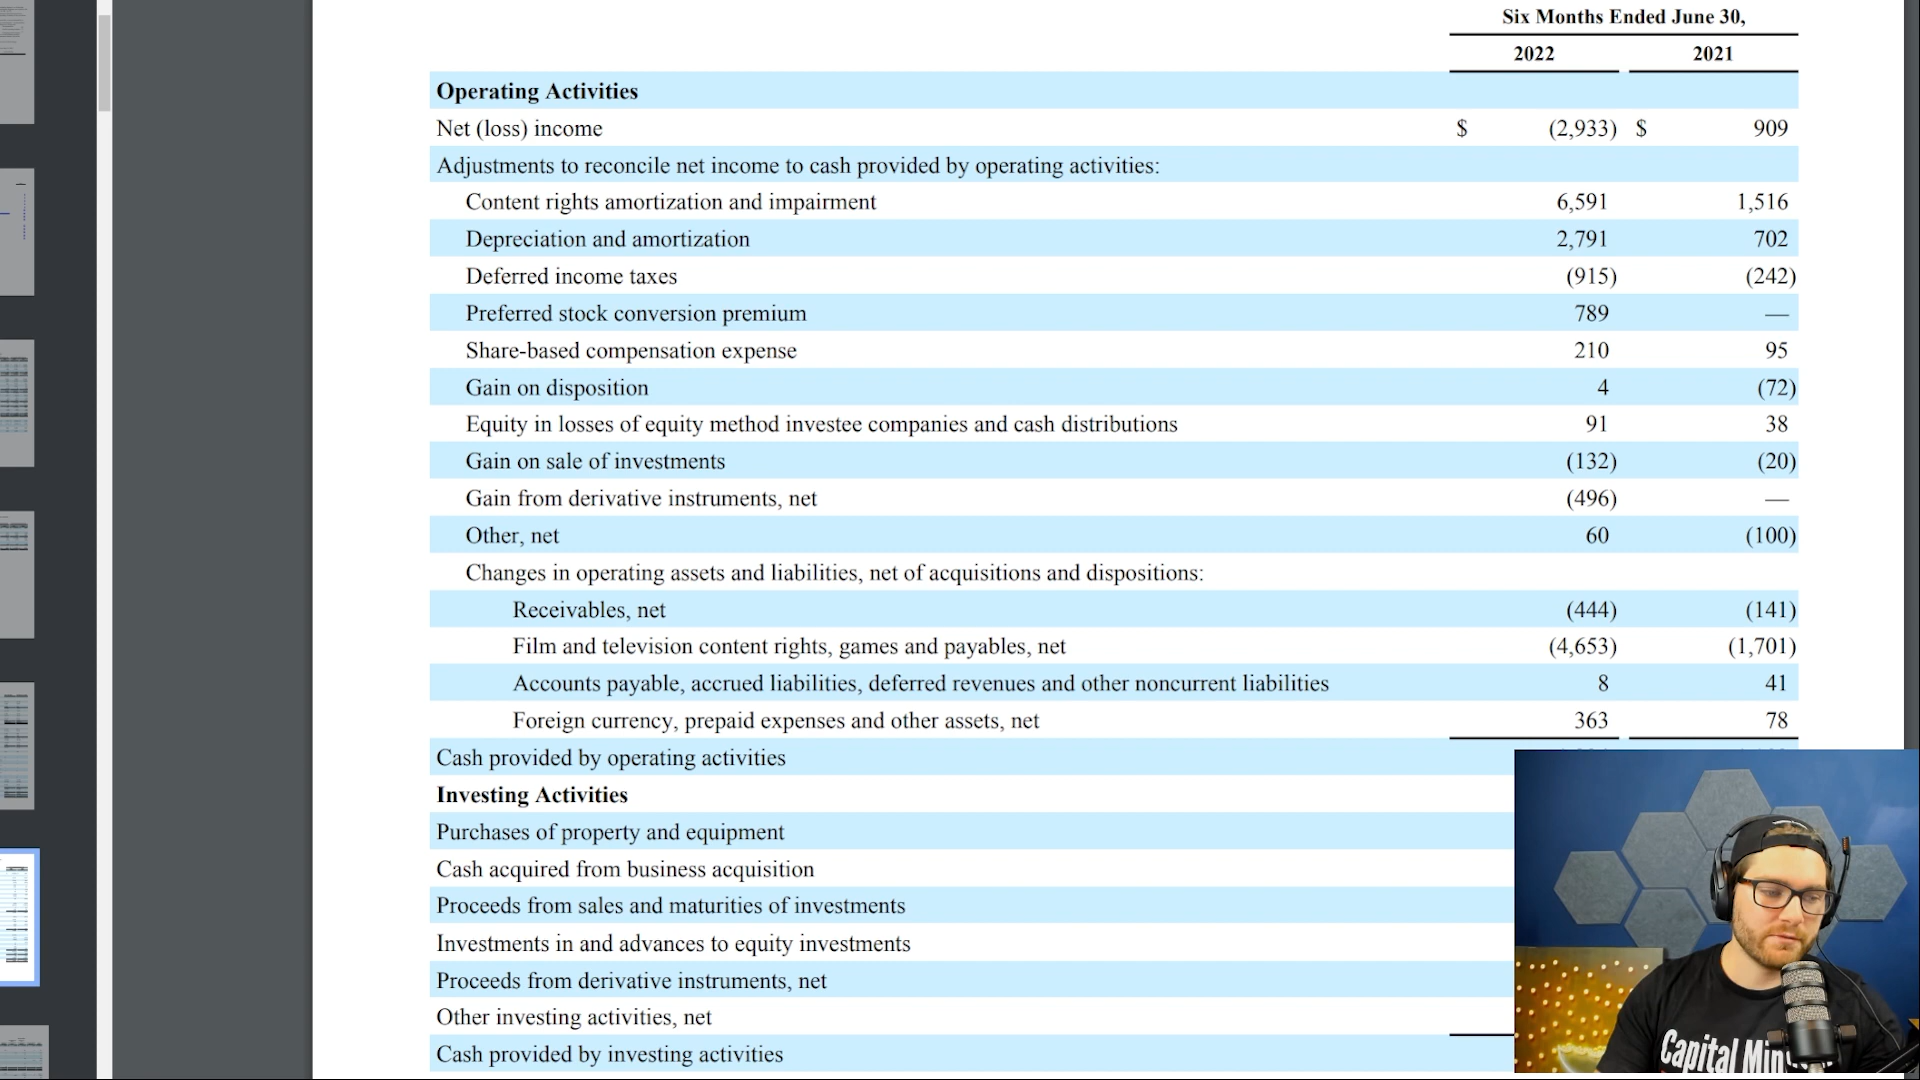 Six Months Ended June 30,
2022 2021
Operating Activities
Net (loss) income $ (2,933) $ 909
Adjustments to reconcile net income to cash provided by operating activities:
Content rights amortization and impairment 6,591 1,516
Depreciation and amortization 2,791 702
Deferred income taxes (915) (242)
Preferred stock conversion premium 789 —
Share-based compensation expense 210 95
Gain on disposition 4 (72)
Equity in losses of equity method investee companies and cash distributions 91 38
Gain on sale of investments (132) (20)
Gain from derivative instruments, net (496) —
Other, net 60 (100)
Changes in operating assets and liabilities, net of acquisitions and dispositions:
Receivables, net (444) (141)
Film and television content rights, games and payables, net (4,653) (1,701)
Accounts payable, accrued liabilities, deferred revenues and other noncurrent liabilities 8 41
Foreign currency, prepaid expenses and other assets, net 363 78
Cash provided by operating activities
Investing Activities
Purchases of property and equipment
Cash acquired from business acquisition
Proceeds from sales and maturities of investments
Investments in and advances to equity investments
Proceeds from derivative instruments, net
Other investing activities, net
Cash provided by investing activities
Capital